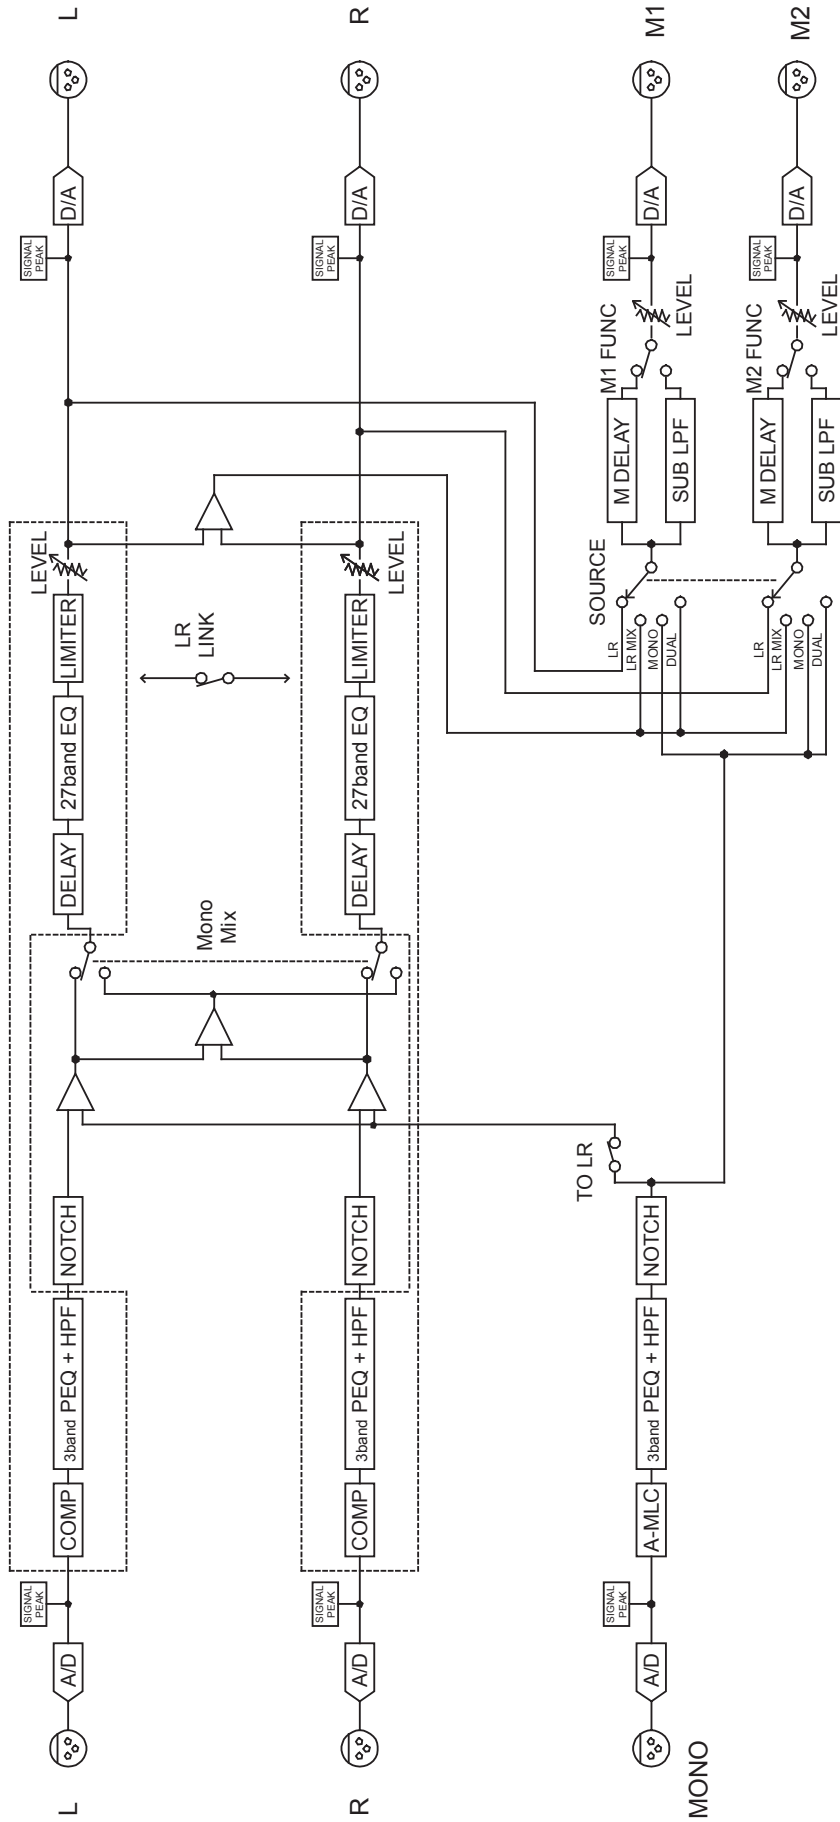 L
A/D
SIGNAL
PEAK
COMP
3band PEQ + HPF
NOTCH
DELAY
27band EQ
LIMITER
LEVEL
SIGNAL
PEAK
D/A
L
Mono
Mix
LR
LINK
R
A/D
SIGNAL
PEAK
COMP
3band PEQ + HPF
NOTCH
DELAY
27band EQ
LIMITER
LEVEL
SIGNAL
PEAK
D/A
R
MONO
A/D
SIGNAL
PEAK
A-MLC
3band PEQ + HPF
NOTCH
TO LR
SOURCE
LR
LR MIX
MONO
DUAL
M DELAY
SUB LPF
M1 FUNC
LEVEL
SIGNAL
PEAK
D/A
M1
LR
LR MIX
MONO
DUAL
M DELAY
SUB LPF
M2 FUNC
LEVEL
SIGNAL
PEAK
D/A
M2